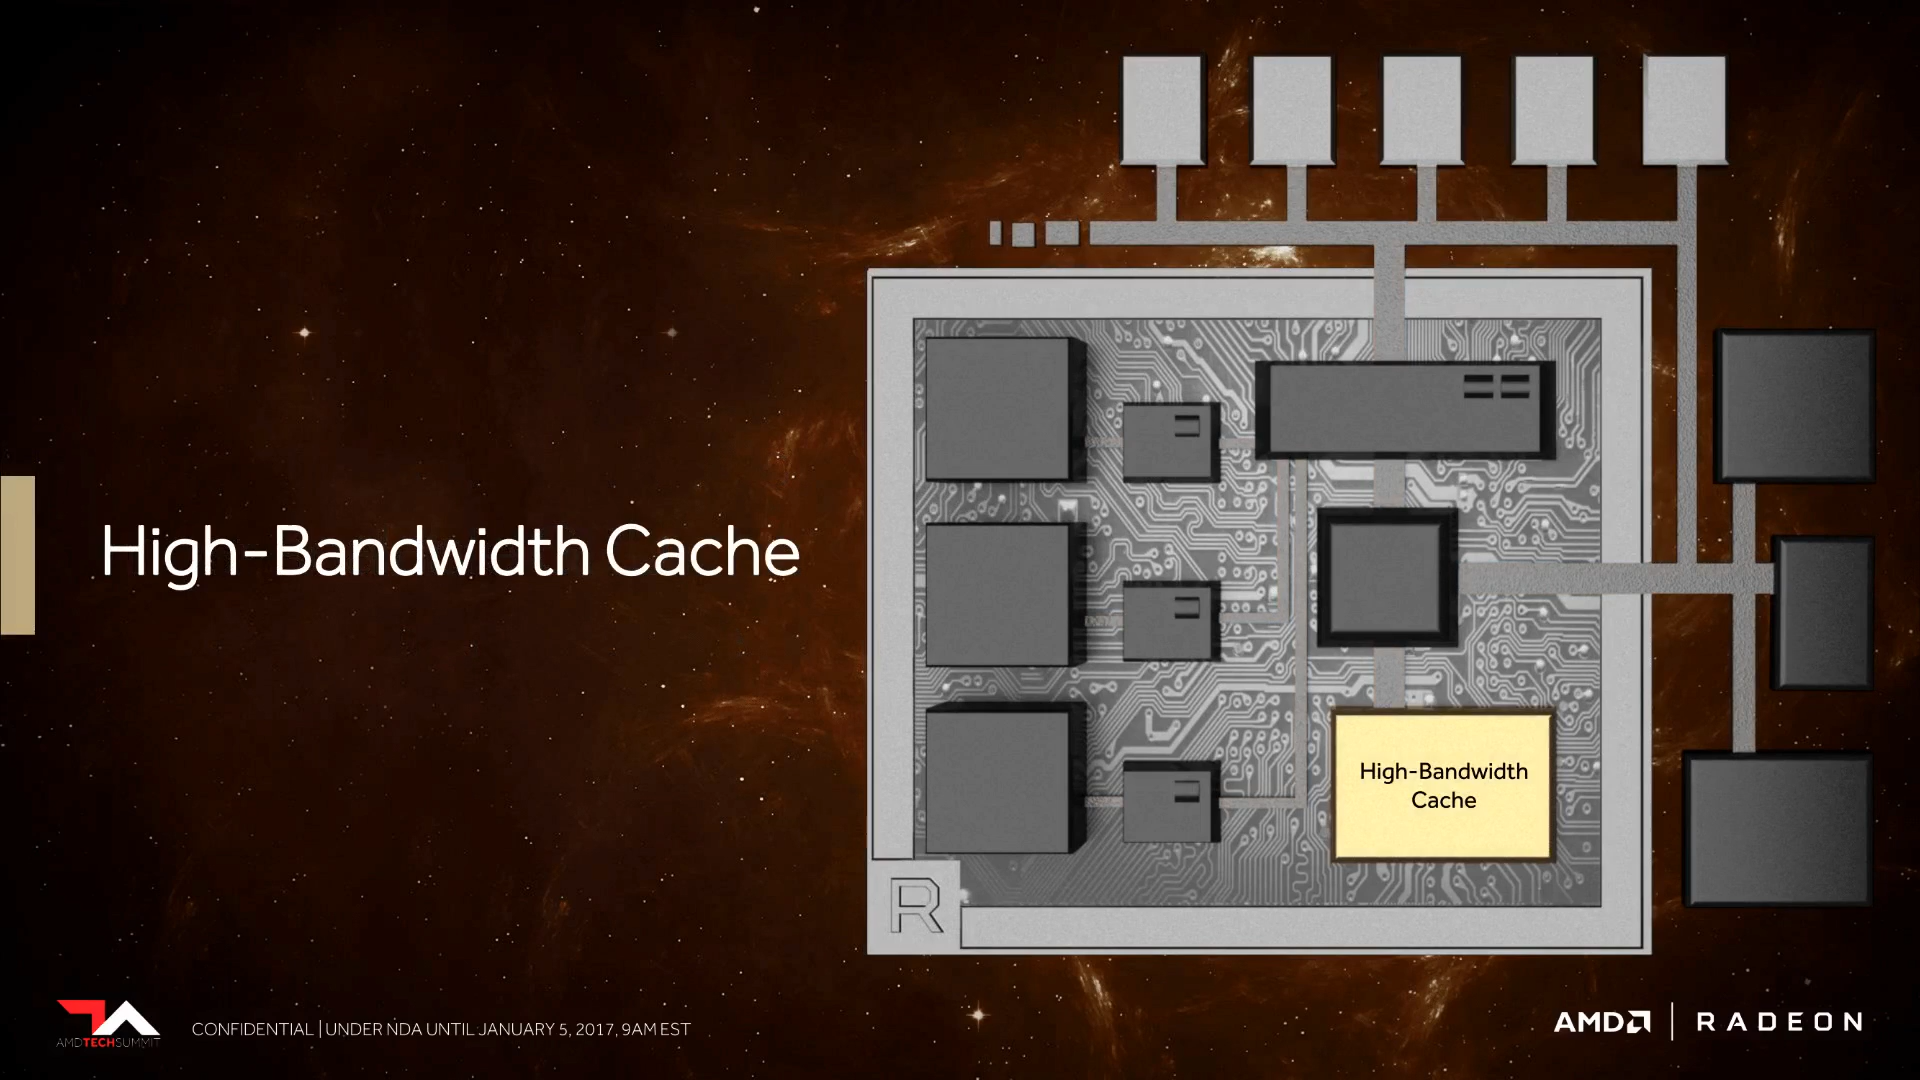 High-Bandwidth Cache
High-Bandwidth
Cache
R
AMDTECHSUMMIT
CONFIDENTIAL | UNDER NDA UNTIL JANUARY 5, 2017, 9AM EST
AMD | RADEON